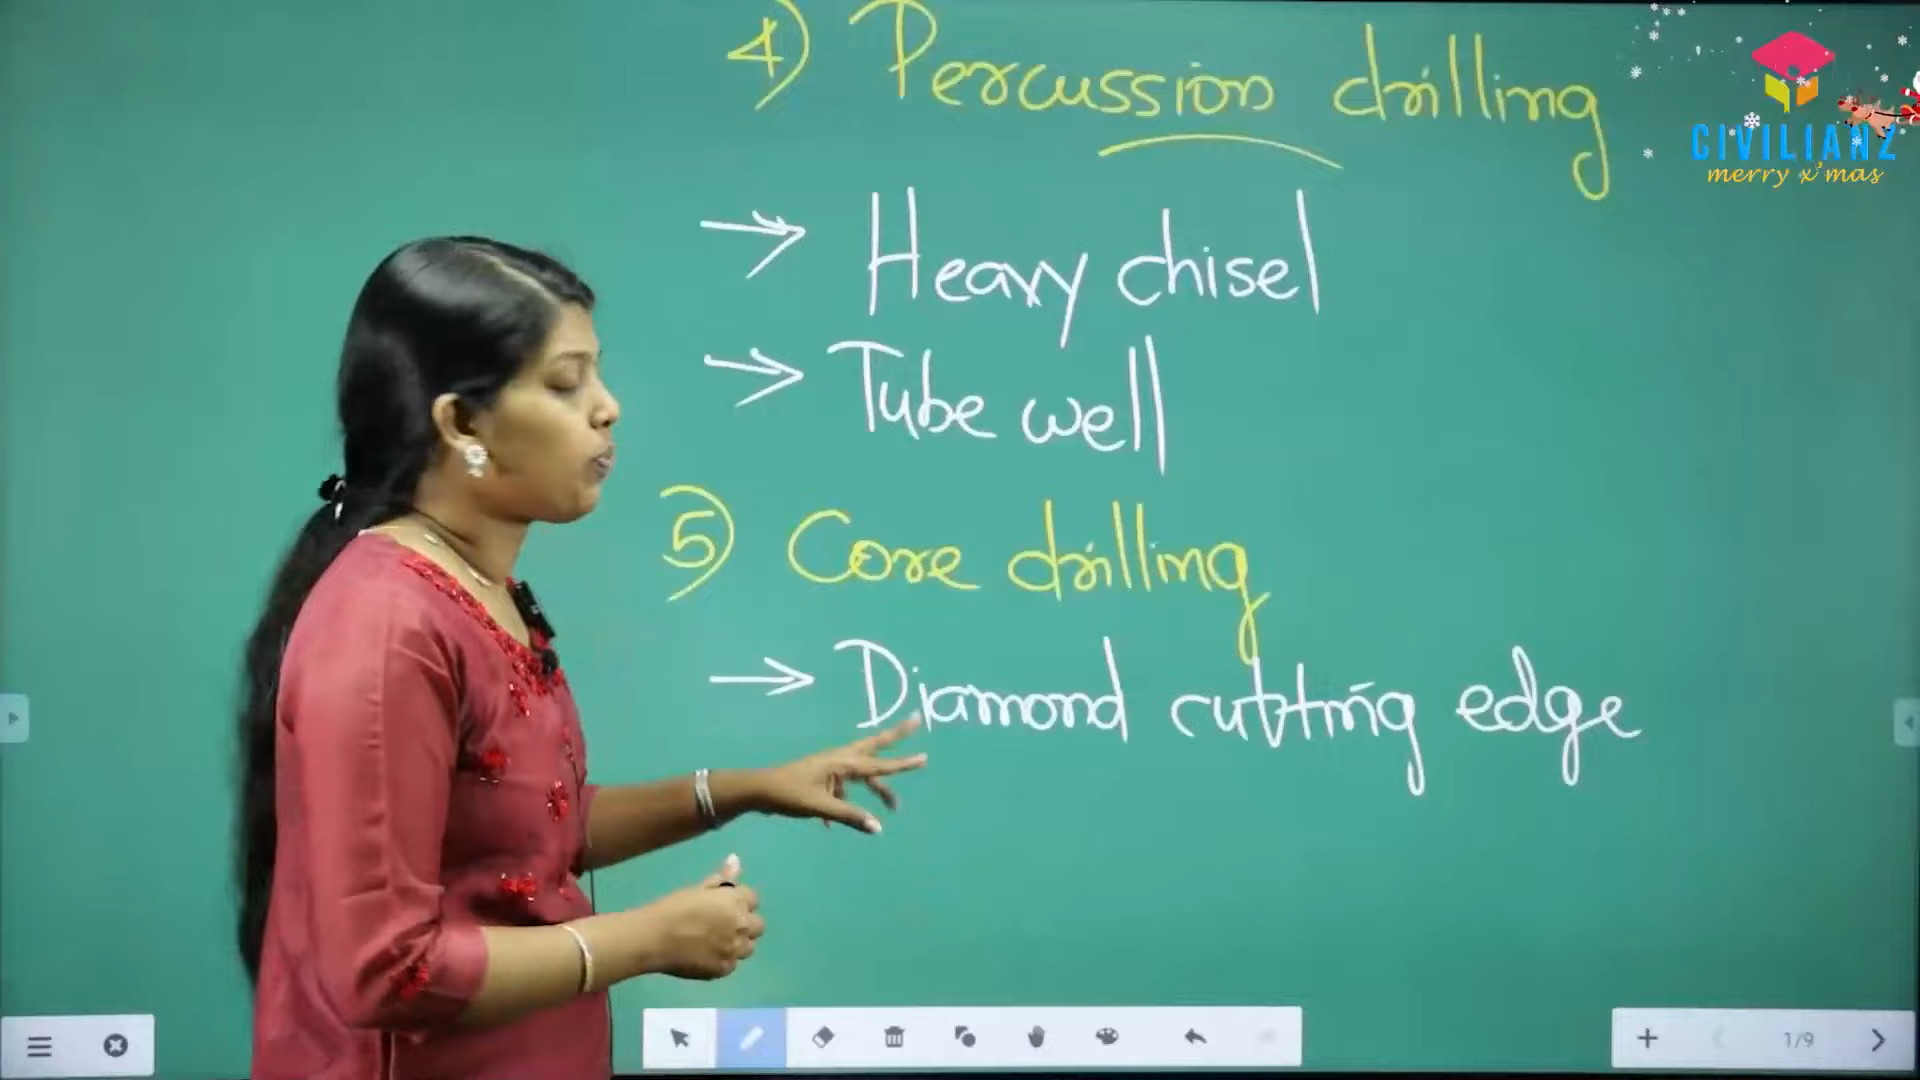 4) Percussion drilling
CIVILIANZ
merry x'mas
→ Heavy chisel
→ Tube well
5) Core drilling
→ Diamond cutting edge
1/9